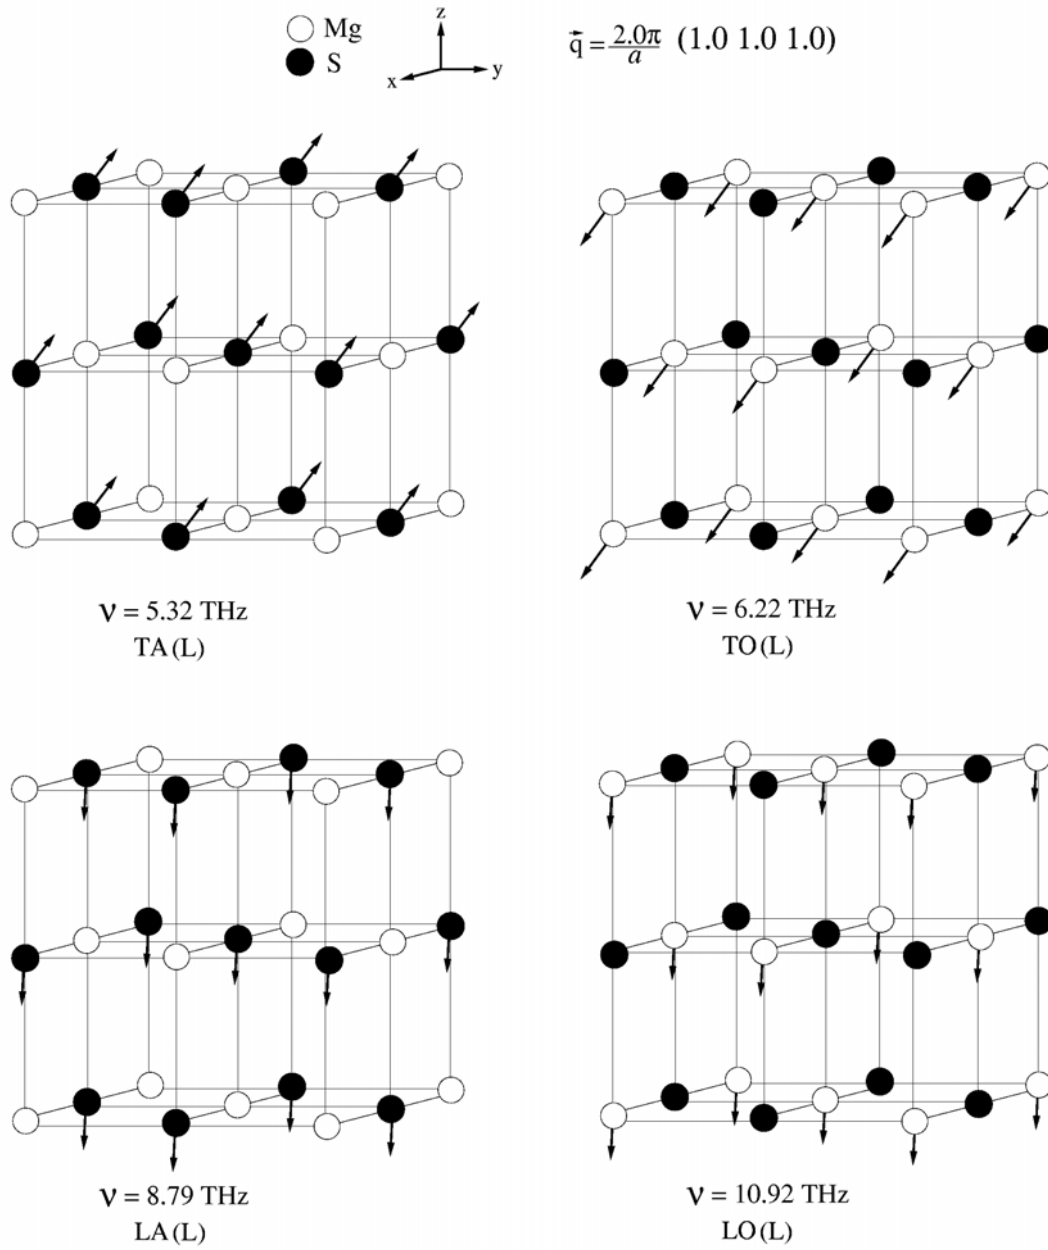 Mg
S
z
x
y
q⃗ = 2.0π/a (1.0 1.0 1.0)
ν = 5.32 THz
TA(L)
ν = 6.22 THz
TO(L)
ν = 8.79 THz
LA(L)
ν = 10.92 THz
LO(L)